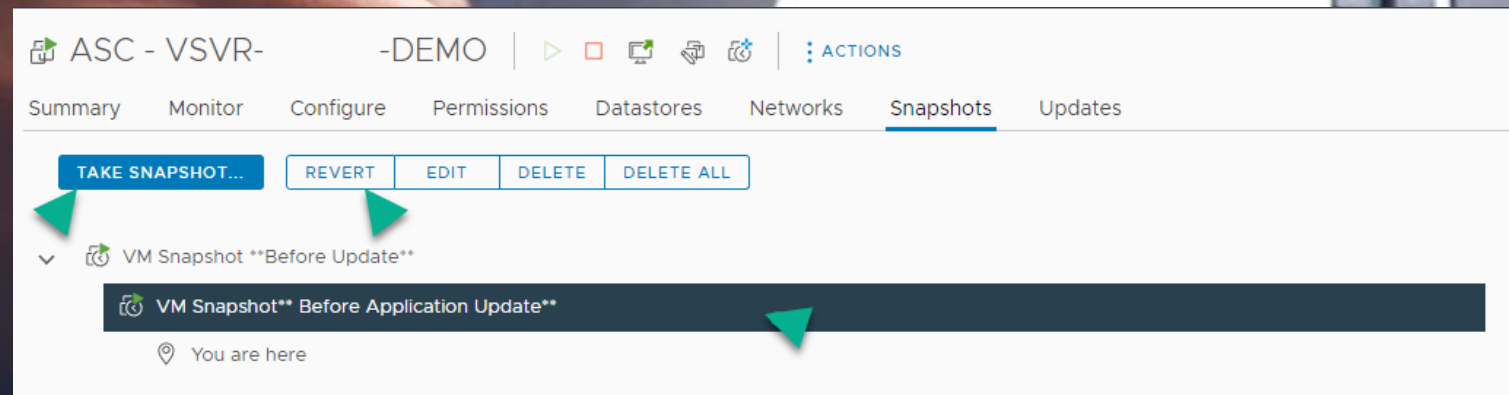 ASC - VSVR- -DEMO ACTIONS
Summary Monitor Configure Permissions Datastores Networks Snapshots Updates
TAKE SNAPSHOT... REVERT EDIT DELETE DELETE ALL
VM Snapshot **Before Update**
VM Snapshot** Before Application Update**
You are here